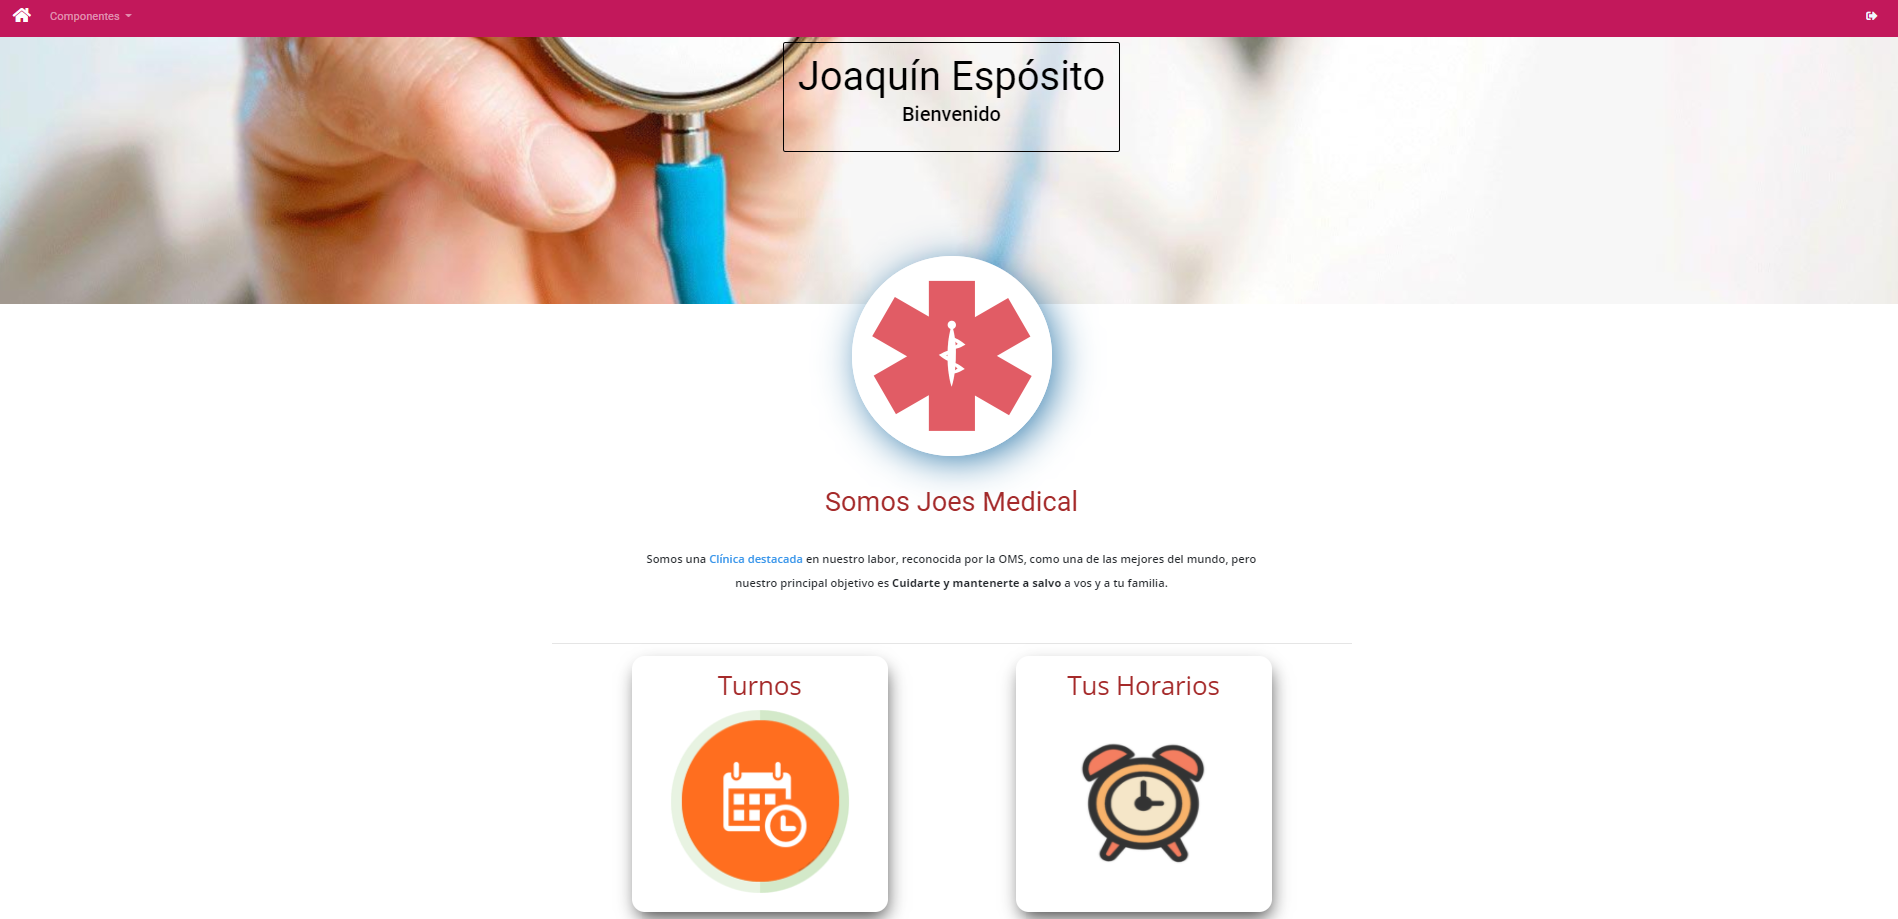 Componentes
Joaquín Espósito
Bienvenido
Somos Joes Medical
Somos una Clínica destacada en nuestro labor, reconocida por la OMS, como una de las mejores del mundo, pero
nuestro principal objetivo es Cuidarte y mantenerte a salvo a vos y a tu familia.
Turnos
Tus Horarios